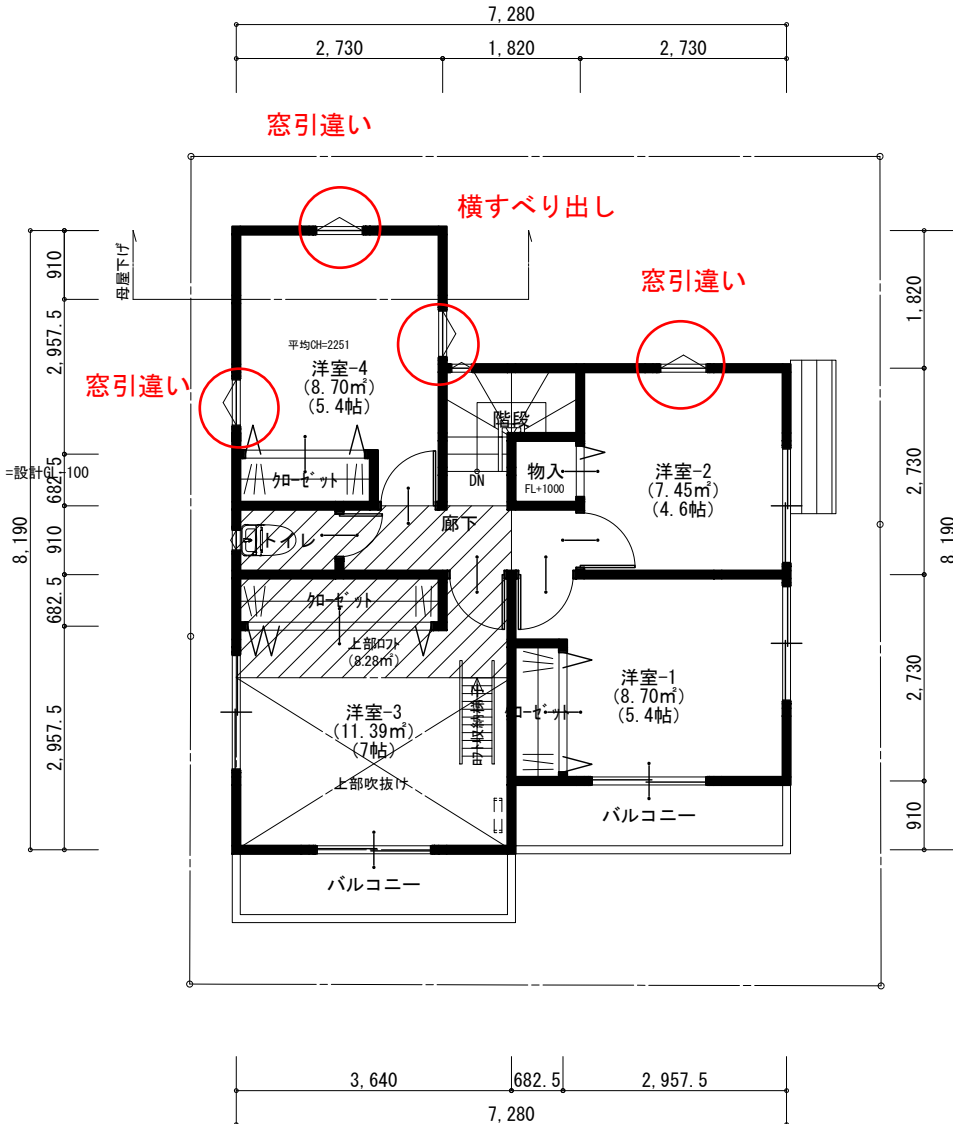 7,280
2,730
1,820
2,730
窓引違い
横すべり出し
窓引違い
窓引違い
母屋下げ
910
2,957.5
682.5
910
682.5
2,957.5
8,190
=設計GL-100
平均CH=2251
洋室-4
(8.70㎡)
(5.4帖)
クローゼット
階段
DN
物入
FL+1000
洋室-2
(7.45㎡)
(4.6帖)
トイレ
廊下
クローゼット
上部ロフト
(8.28㎡)
洋室-3
(11.39㎡)
(7帖)
上部吹抜け
クローゼット
洋室-1
(8.70㎡)
(5.4帖)
バルコニー
バルコニー
1,820
2,730
2,730
910
8,190
3,640
682.5
2,957.5
7,280